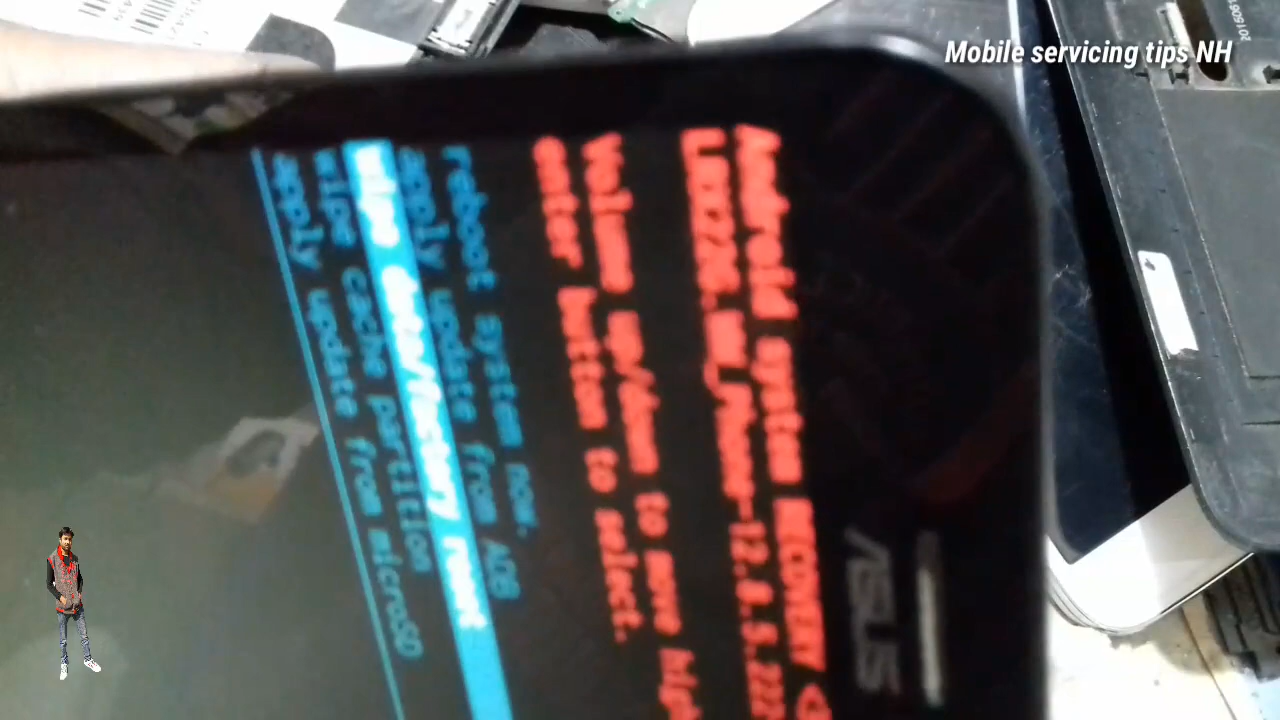 Mobile servicing tips NH
ASUS
Android system RECOVERY
Volume up/down to move high
enter button to select.
reboot system now.
apply update from ADB
wipe data/factory reset
wipe cache partition
apply update from microSD